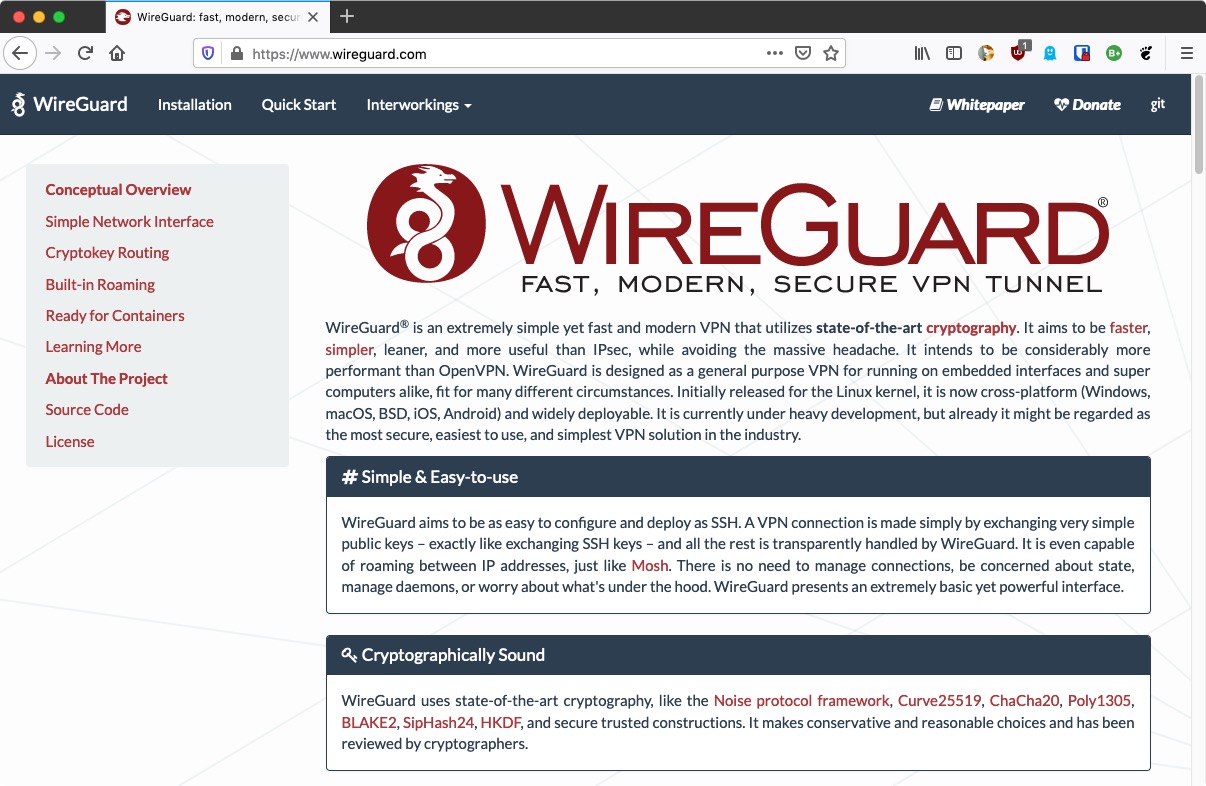 WireGuard: fast, modern, secur
https://www.wireguard.com
1
B+
WireGuard Installation Quick Start Interworkings Whitepaper Donate git
Conceptual Overview
Simple Network Interface
Cryptokey Routing
Built-in Roaming
Ready for Containers
Learning More
About The Project
Source Code
License
WIREGUARD®
FAST, MODERN, SECURE VPN TUNNEL
WireGuard® is an extremely simple yet fast and modern VPN that utilizes state-of-the-art cryptography. It aims to be faster,
simpler, leaner, and more useful than IPsec, while avoiding the massive headache. It intends to be considerably more
performant than OpenVPN. WireGuard is designed as a general purpose VPN for running on embedded interfaces and super
computers alike, fit for many different circumstances. Initially released for the Linux kernel, it is now cross-platform (Windows,
macOS, BSD, iOS, Android) and widely deployable. It is currently under heavy development, but already it might be regarded as
the most secure, easiest to use, and simplest VPN solution in the industry.
# Simple & Easy-to-use
WireGuard aims to be as easy to configure and deploy as SSH. A VPN connection is made simply by exchanging very simple
public keys – exactly like exchanging SSH keys – and all the rest is transparently handled by WireGuard. It is even capable
of roaming between IP addresses, just like Mosh. There is no need to manage connections, be concerned about state,
manage daemons, or worry about what's under the hood. WireGuard presents an extremely basic yet powerful interface.
Cryptographically Sound
WireGuard uses state-of-the-art cryptography, like the Noise protocol framework, Curve25519, ChaCha20, Poly1305,
BLAKE2, SipHash24, HKDF, and secure trusted constructions. It makes conservative and reasonable choices and has been
reviewed by cryptographers.